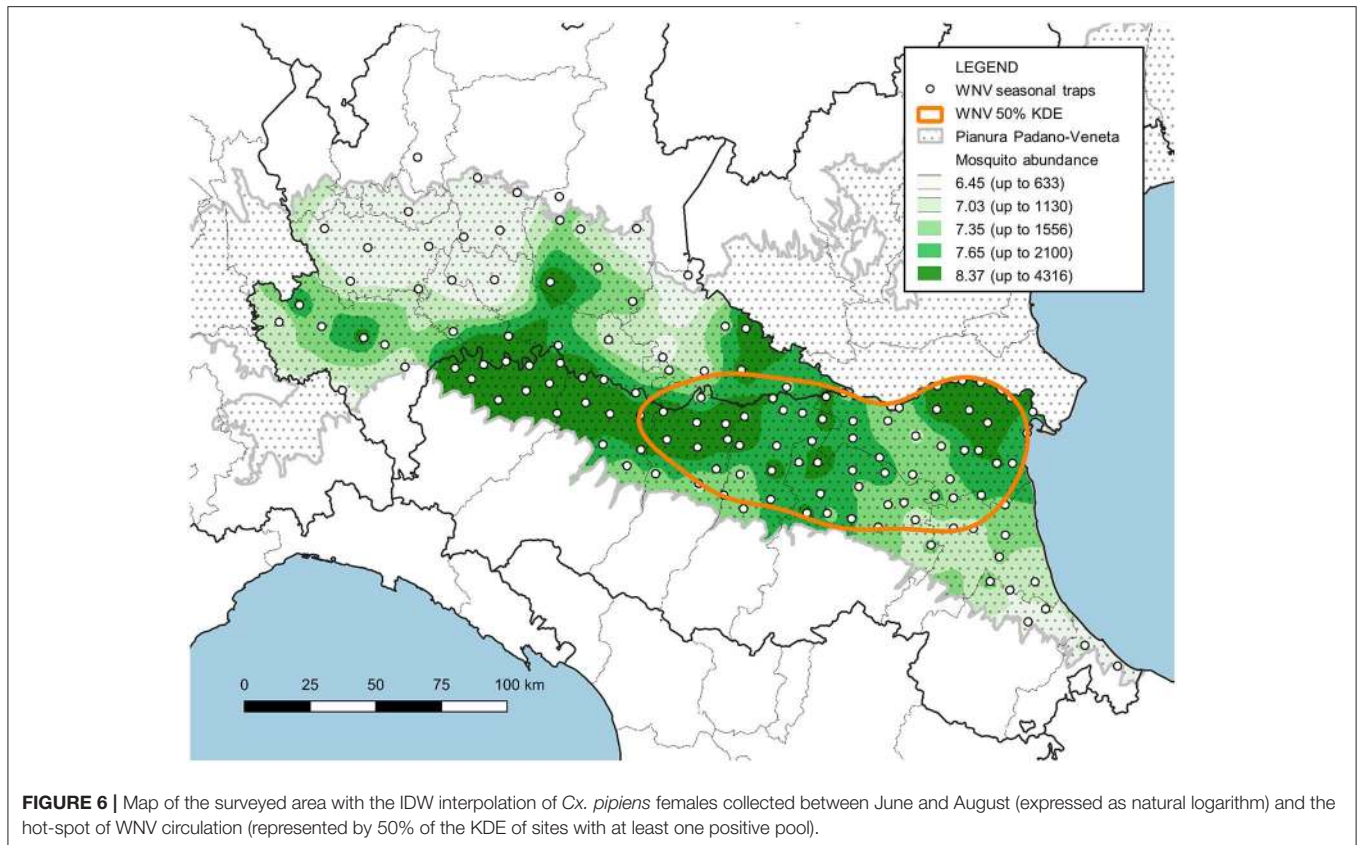 LEGEND
WNV seasonal traps
WNV 50% KDE
Pianura Padano-Veneta
Mosquito abundance
6.45 (up to 633)
7.03 (up to 1130)
7.35 (up to 1556)
7.65 (up to 2100)
8.37 (up to 4316)
0 25 50 75 100 km
FIGURE 6 | Map of the surveyed area with the IDW interpolation of Cx. pipiens females collected between June and August (expressed as natural logarithm) and the
hot-spot of WNV circulation (represented by 50% of the KDE of sites with at least one positive pool).